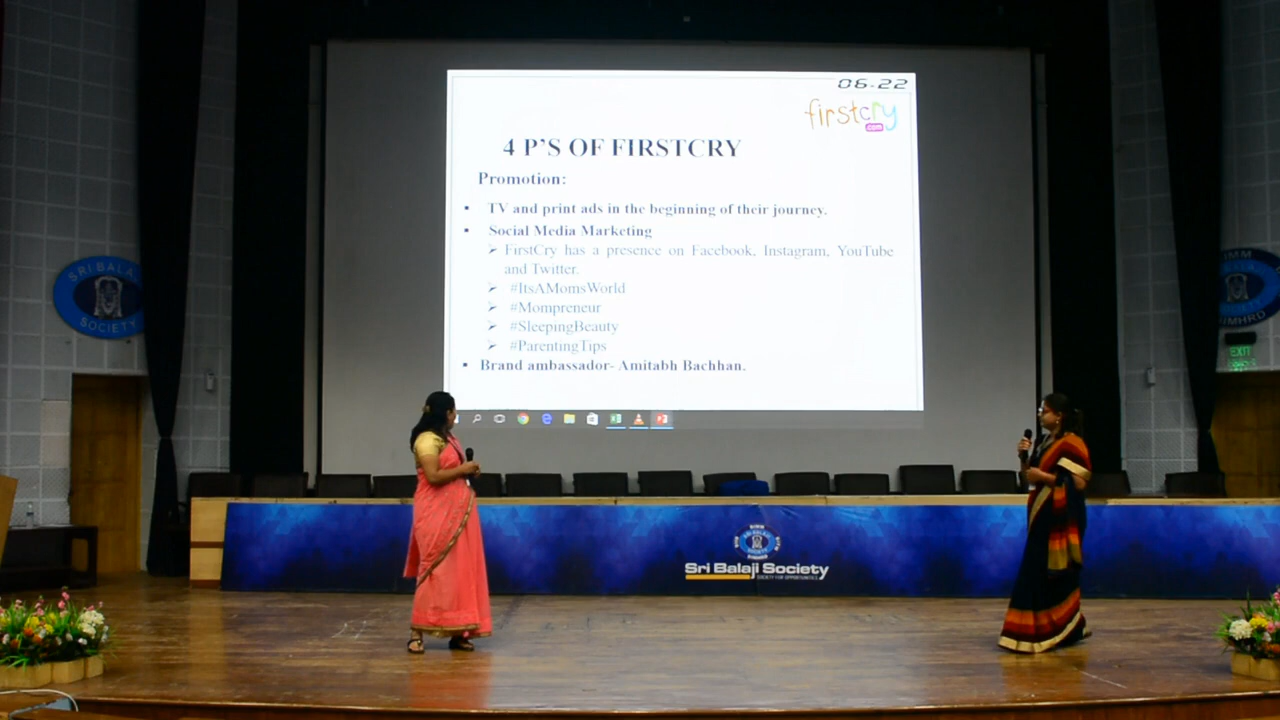 06-22
firstcry
.com
4 P'S OF FIRSTCRY
Promotion:
▪ TV and print ads in the beginning of their journey.
▪ Social Media Marketing
➢ FirstCry has a presence on Facebook, Instagram, YouTube
and Twitter.
➢ #ItsAMomsWorld
➢ #Mompreneur
➢ #SleepingBeauty
➢ #ParentingTips
▪ Brand ambassador- Amitabh Bachhan.
SRI BALAJI
SOCIETY
EXIT
Sri Balaji Society
SOCIETY FOR OPPORTUNITIES